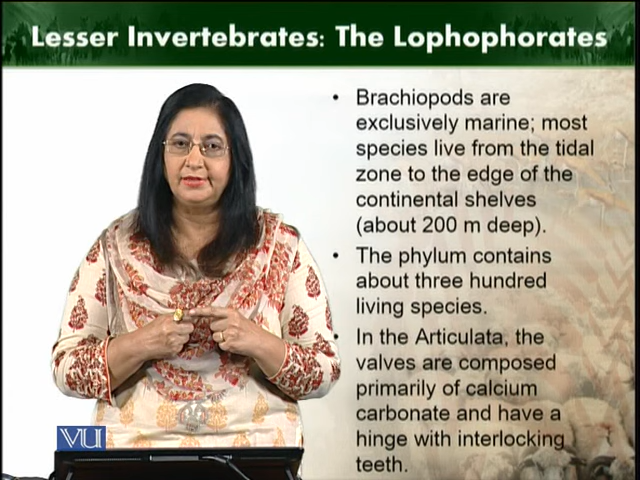 Lesser Invertebrates: The Lophophorates
• Brachiopods are
exclusively marine; most
species live from the tidal
zone to the edge of the
continental shelves
(about 200 m deep).
• The phylum contains
about three hundred
living species.
• In the Articulata, the
valves are composed
primarily of calcium
carbonate and have a
hinge with interlocking
teeth.
VU